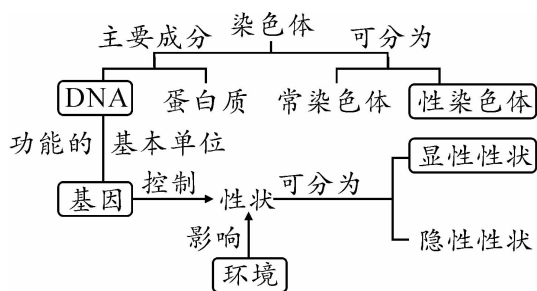 染色体
主要成分 可分为
DNA 蛋白质 常染色体 性染色体
功能的 基本单位
显性性状
基因 控制 性状 可分为
影响 隐性性状
环境